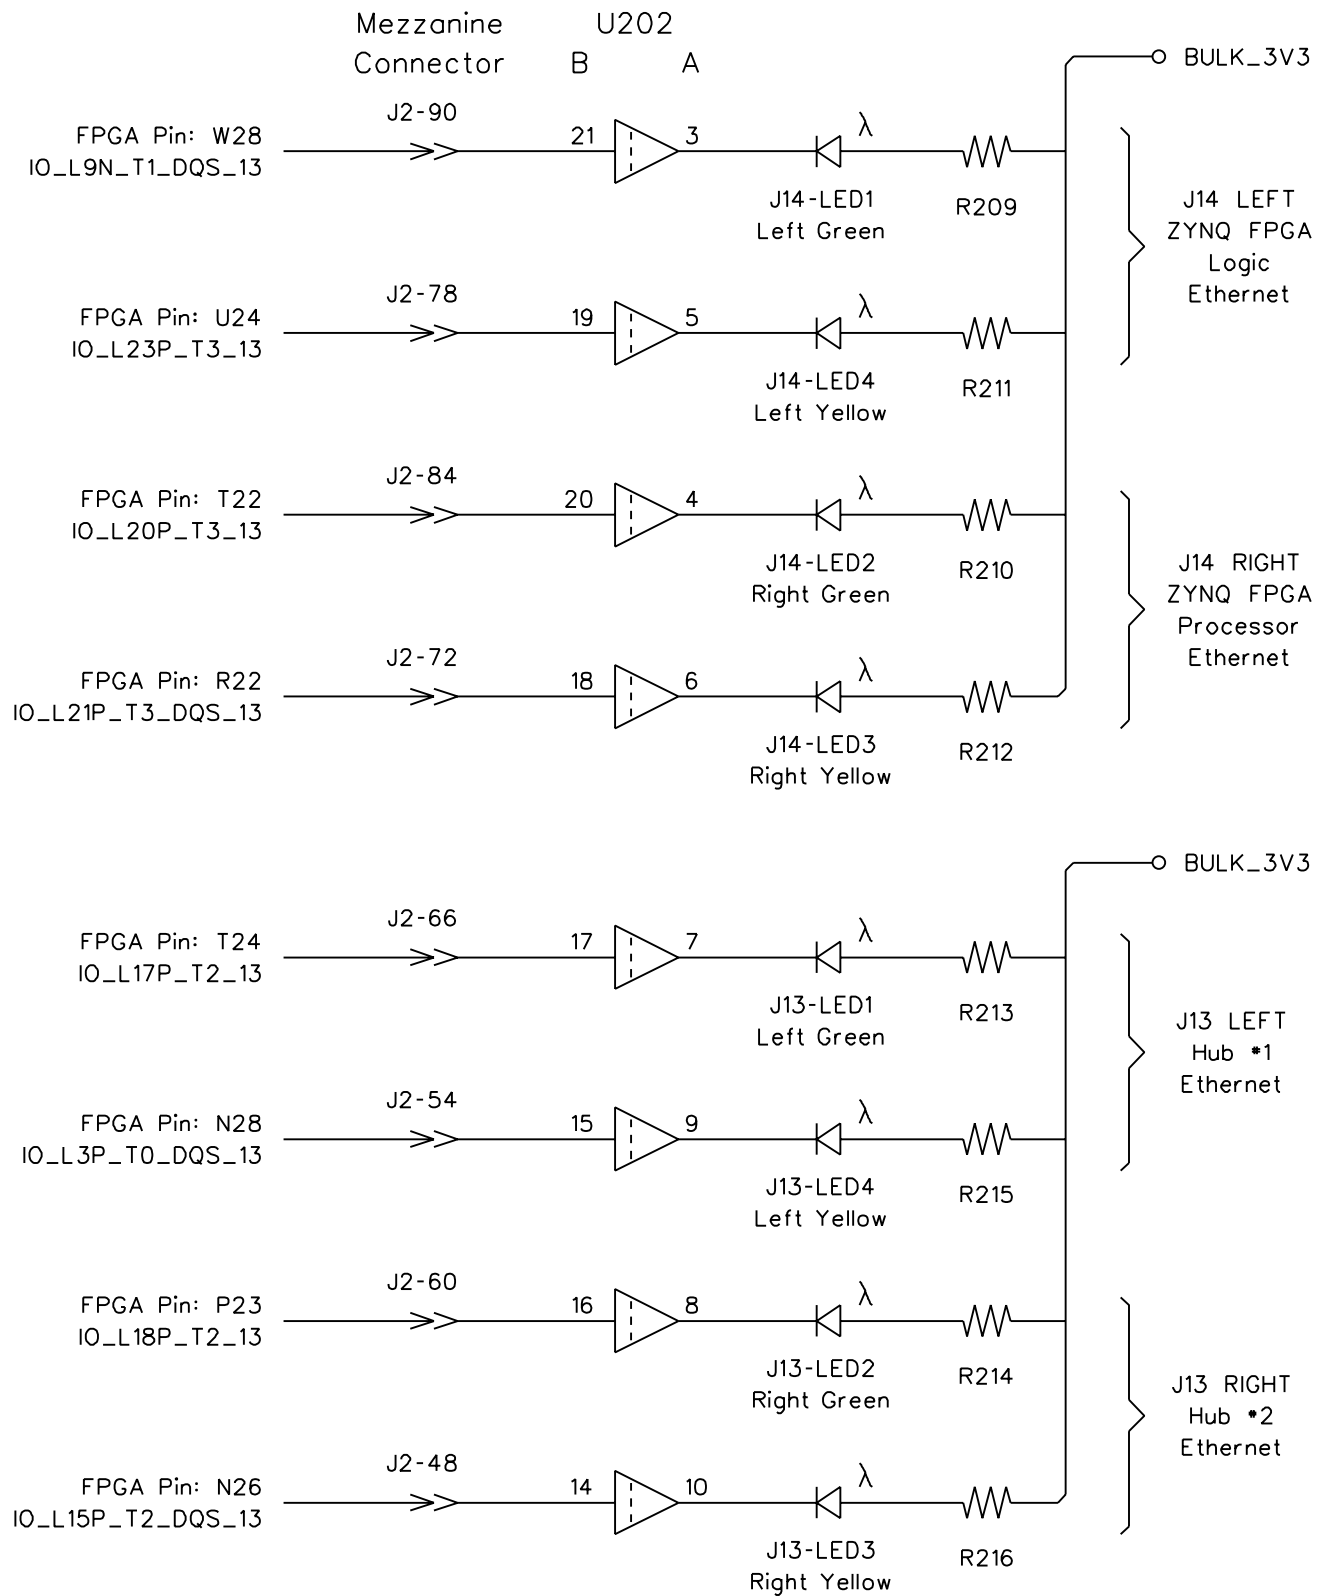 Mezzanine
Connector
U202
B A
BULK_3V3
FPGA Pin: W28
IO_L9N_T1_DQS_13
J2-90
21
3
λ
J14-LED1
Left Green
R209
J14 LEFT
ZYNQ FPGA
Logic
Ethernet
FPGA Pin: U24
IO_L23P_T3_13
J2-78
19
5
λ
J14-LED4
Left Yellow
R211
FPGA Pin: T22
IO_L20P_T3_13
J2-84
20
4
λ
J14-LED2
Right Green
R210
J14 RIGHT
ZYNQ FPGA
Processor
Ethernet
FPGA Pin: R22
IO_L21P_T3_DQS_13
J2-72
18
6
λ
J14-LED3
Right Yellow
R212
BULK_3V3
FPGA Pin: T24
IO_L17P_T2_13
J2-66
17
7
λ
J13-LED1
Left Green
R213
J13 LEFT
Hub #1
Ethernet
FPGA Pin: N28
IO_L3P_T0_DQS_13
J2-54
15
9
λ
J13-LED4
Left Yellow
R215
FPGA Pin: P23
IO_L18P_T2_13
J2-60
16
8
λ
J13-LED2
Right Green
R214
J13 RIGHT
Hub #2
Ethernet
FPGA Pin: N26
IO_L15P_T2_DQS_13
J2-48
14
10
λ
J13-LED3
Right Yellow
R216